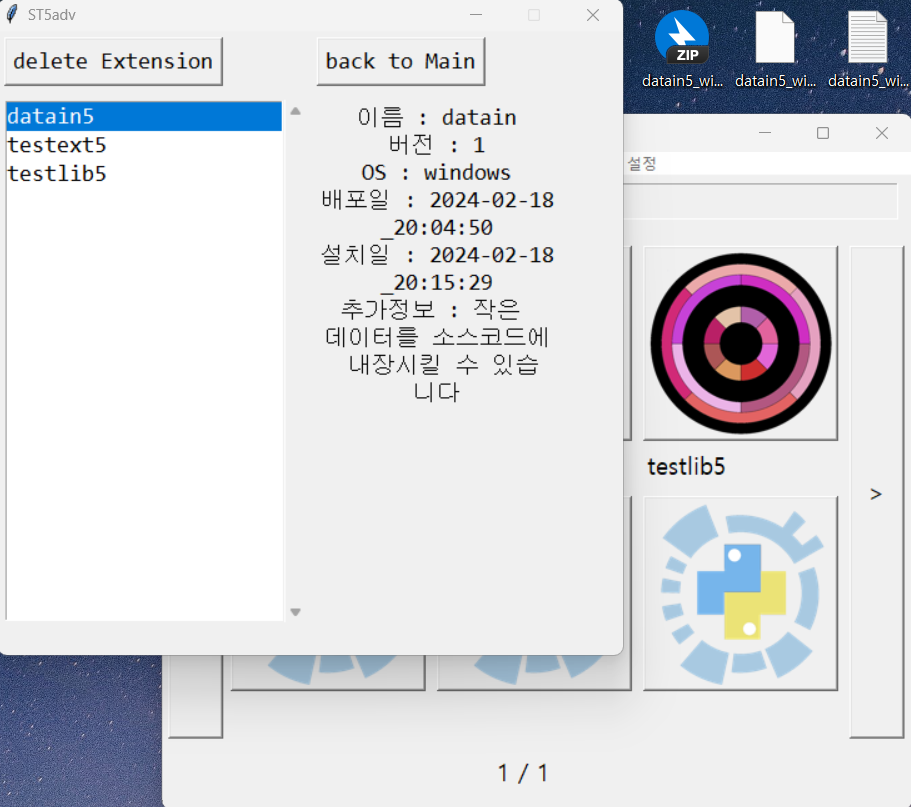 ST5adv
delete Extension
back to Main
datain5
testext5
testlib5
이름 : datain
버전 : 1
OS : windows
배포일 : 2024-02-18
_20:04:50
설치일 : 2024-02-18
_20:15:29
추가정보 : 작은
데이터를 소스코드에
내장시킬 수 있습
니다
ZIP
datain5_wi...
datain5_wi...
datain5_wi...
설정
testlib5
>
1 / 1